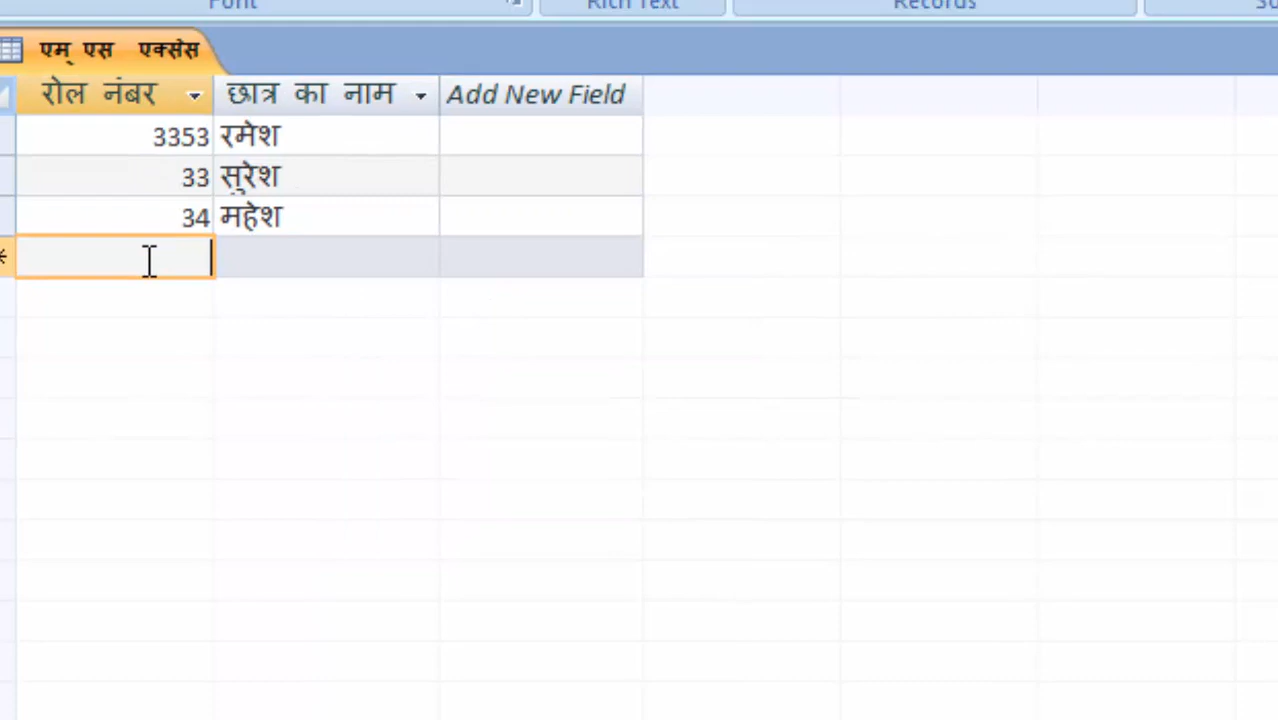 Font Rich Text Records
एम् एस एक्सेस
रोल नंबर छात्र का नाम Add New Field
3353 रमेश
33 सुरेश
34 महेश